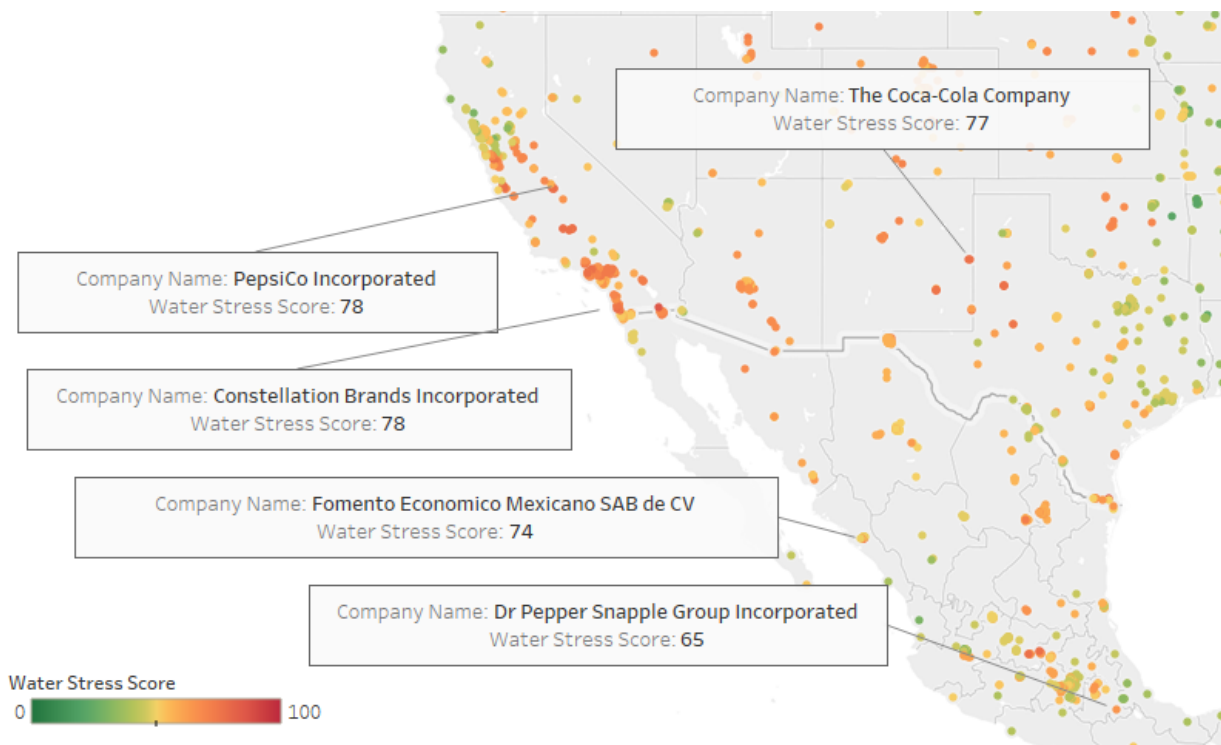 Company Name: The Coca-Cola Company
Water Stress Score: 77
Company Name: PepsiCo Incorporated
Water Stress Score: 78
Company Name: Constellation Brands Incorporated
Water Stress Score: 78
Company Name: Fomento Economico Mexicano SAB de CV
Water Stress Score: 74
Company Name: Dr Pepper Snapple Group Incorporated
Water Stress Score: 65
Water Stress Score
0 100